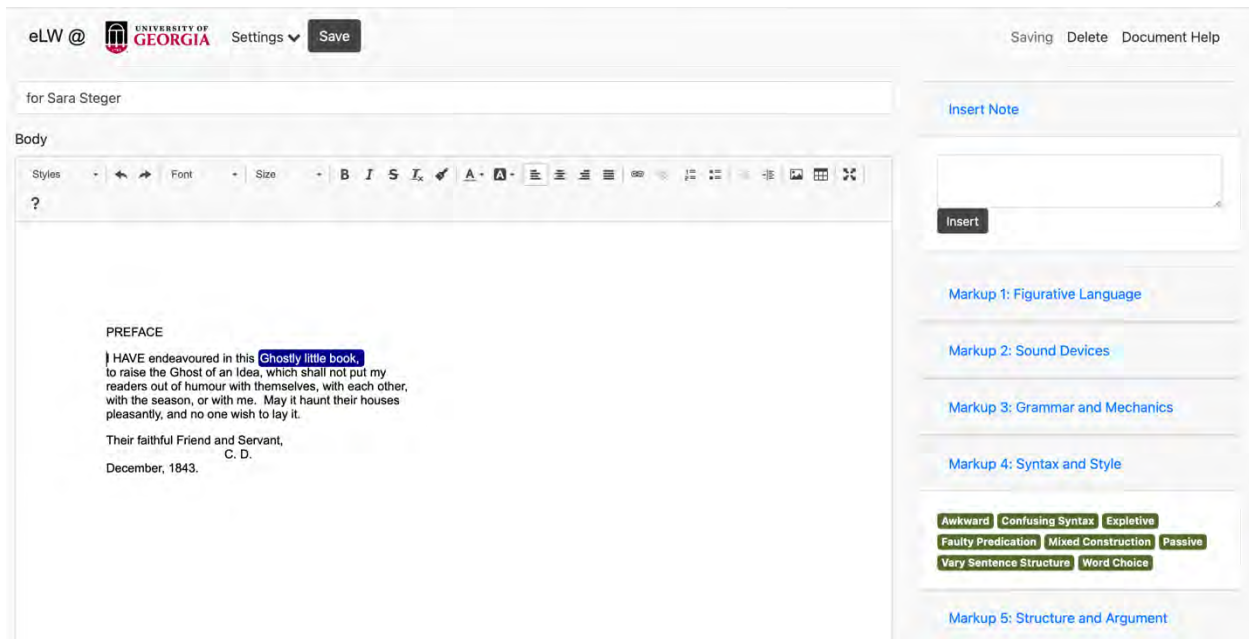 eLW @ UNIVERSITY OF GEORGIA Settings Save Saving Delete Document Help
for Sara Steger
Body
Styles Font Size B I S Ix A A
?
PREFACE
I HAVE endeavoured in this Ghostly little book,
to raise the Ghost of an Idea, which shall not put my
readers out of humour with themselves, with each other,
with the season, or with me. May it haunt their houses
pleasantly, and no one wish to lay it.
Their faithful Friend and Servant,
C. D.
December, 1843.
Insert Note
Insert
Markup 1: Figurative Language
Markup 2: Sound Devices
Markup 3: Grammar and Mechanics
Markup 4: Syntax and Style
Awkward Confusing Syntax Expletive
Faulty Predication Mixed Construction Passive
Vary Sentence Structure Word Choice
Markup 5: Structure and Argument